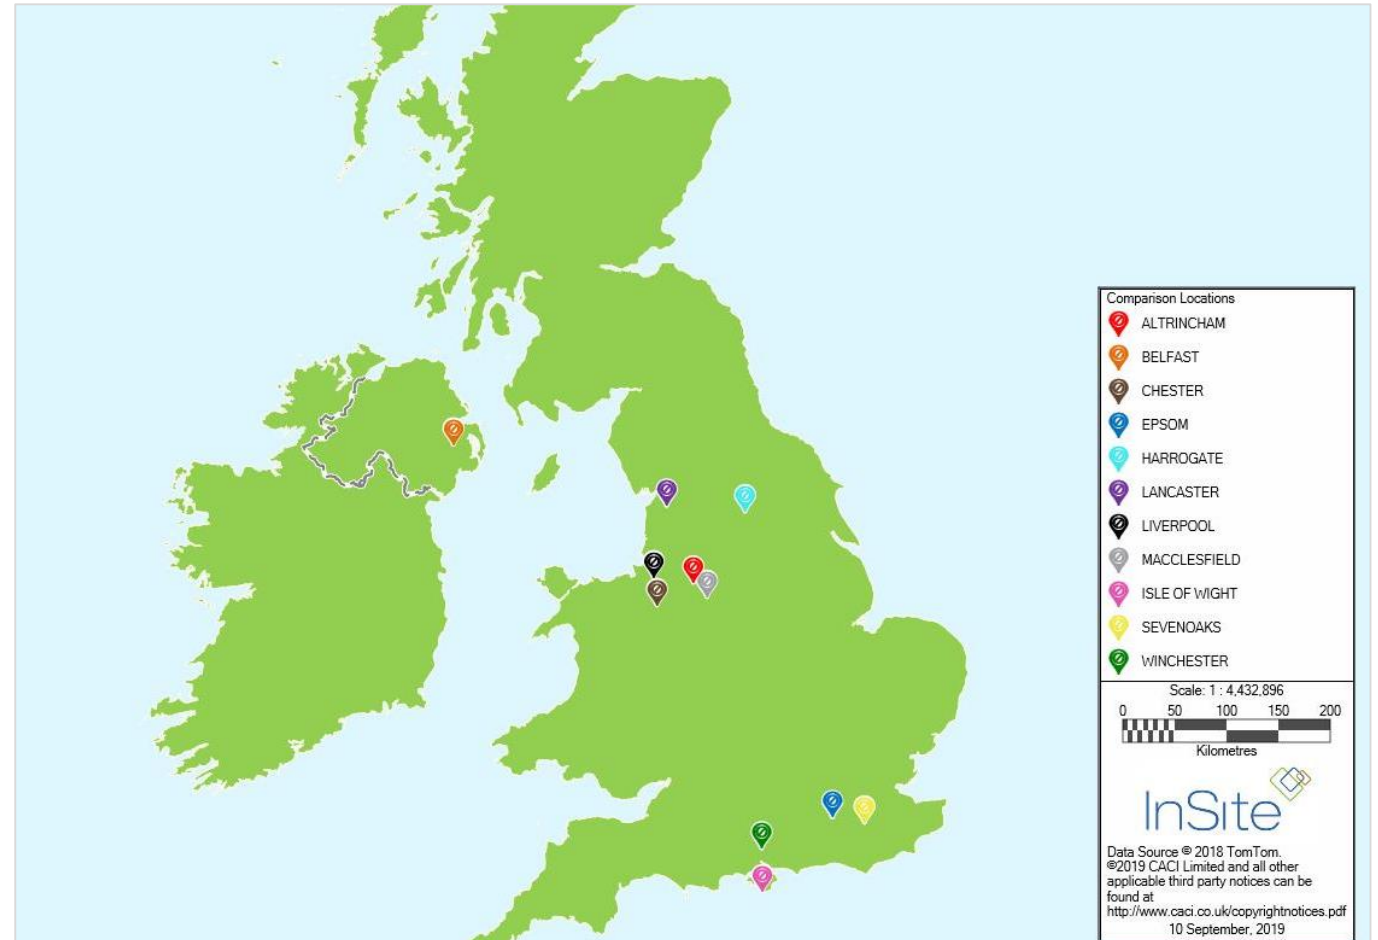 Comparison Locations
ALTRINCHAM
BELFAST
CHESTER
EPSOM
HARROGATE
LANCASTER
LIVERPOOL
MACCLESFIELD
ISLE OF WIGHT
SEVENOAKS
WINCHESTER
Scale: 1 : 4,432,896
0 50 100 150 200
Kilometres
InSite
Data Source © 2018 TomTom.
©2019 CACI Limited and all other
applicable third party notices can be
found at
http://www.caci.co.uk/copyrightnotices.pdf
10 September, 2019